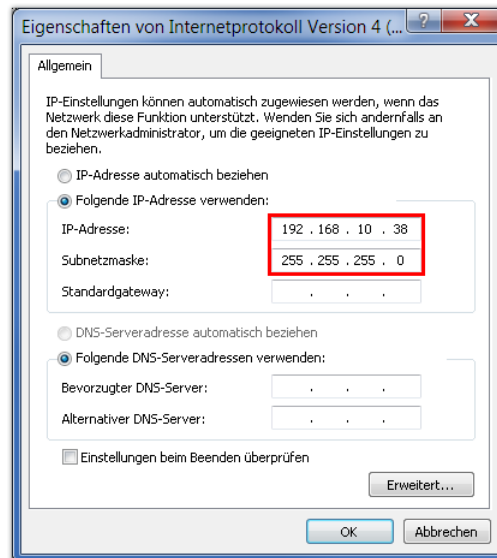 Eigenschaften von Internetprotokoll Version 4 (...
Allgemein
IP-Einstellungen können automatisch zugewiesen werden, wenn das
Netzwerk diese Funktion unterstützt. Wenden Sie sich andernfalls an
den Netzwerkadministrator, um die geeigneten IP-Einstellungen zu
beziehen.
IP-Adresse automatisch beziehen
Folgende IP-Adresse verwenden:
IP-Adresse: 192 . 168 . 10 . 38
Subnetzmaske: 255 . 255 . 255 . 0
Standardgateway: . . .
DNS-Serveradresse automatisch beziehen
Folgende DNS-Serveradressen verwenden:
Bevorzugter DNS-Server: . . .
Alternativer DNS-Server: . . .
Einstellungen beim Beenden überprüfen
Erweitert...
OK Abbrechen